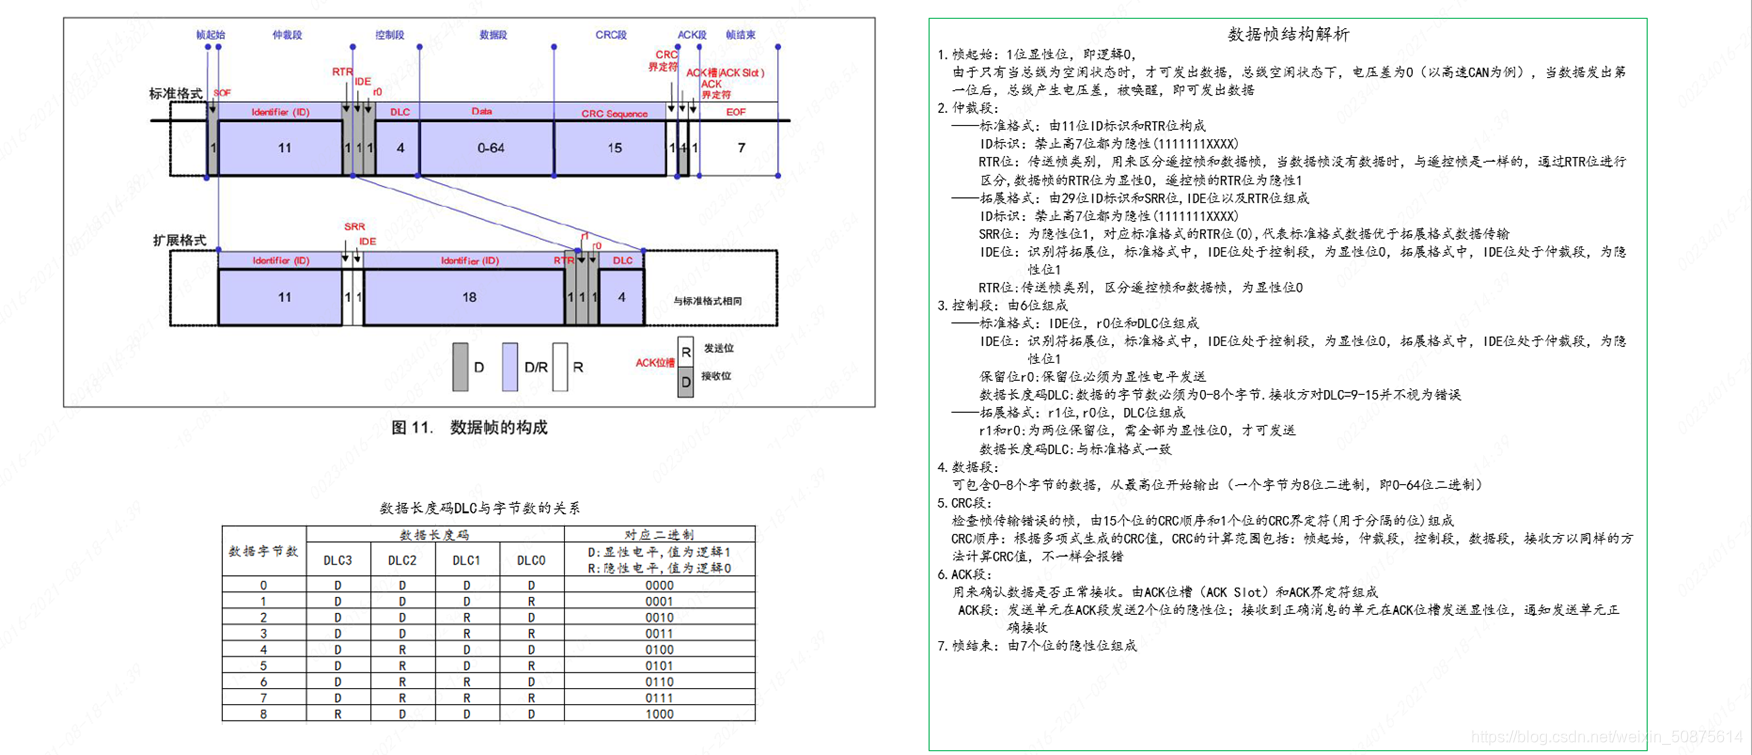 帧起始 仲裁段 控制段 数据段 CRC段 ACK段 帧结束
RTR IDE r0 CRC 界定符 ACK槽(ACK Slot) ACK 界定符
标准格式 SOF
Identifier (ID) DLC Data CRC Sequence EOF
1 11 1 1 1 4 0-64 15 1 1 1 7
SRR IDE r1 r0
扩展格式
Identifier (ID) Identifier (ID) RTR DLC
11 1 1 18 1 1 1 4 与标准格式相同
D D/R R
ACK位槽 R 发送位
D 接收位
图 11. 数据帧的构成
数据长度码DLC与字节数的关系
数据字节数 数据长度码 对应二进制
DLC3 DLC2 DLC1 DLC0 D:显性电平,值为逻辑1
R:隐性电平,值为逻辑0
0 D D D D 0000
1 D D D R 0001
2 D D R D 0010
3 D D R R 0011
4 D R D D 0100
5 D R D R 0101
6 D R R D 0110
7 D R R R 0111
8 R D D D 1000
数据帧结构解析
1.帧起始：1位显性位，即逻辑0，
由于只有当总线为空闲状态时，才可发出数据，总线空闲状态下，电压差为0（以高速CAN为例），当数据发出第
一位后，总线产生电压差，被唤醒，即可发出数据
2.仲裁段：
——标准格式：由11位ID标识和RTR位构成
ID标识：禁止高7位都为隐性(1111111XXXX)
RTR位：传送帧类别，用来区分遥控帧和数据帧，当数据帧没有数据时，与遥控帧是一样的，通过RTR位进行
区分,数据帧的RTR位为显性0，遥控帧的RTR位为隐性1
——拓展格式：由29位ID标识和SRR位,IDE位以及RTR位组成
ID标识：禁止高7位都为隐性(1111111XXXX)
SRR位：为隐性位1，对应标准格式的RTR位(0),代表标准格式数据优于拓展格式数据传输
IDE位：识别符拓展位，标准格式中，IDE位处于控制段，为显性位0，拓展格式中，IDE位处于仲裁段，为隐
性位1
RTR位:传送帧类别，区分遥控帧和数据帧，为显性位0
3.控制段：由6位组成
——标准格式：IDE位，r0位和DLC位组成
IDE位：识别符拓展位，标准格式中，IDE位处于控制段，为显性位0，拓展格式中，IDE位处于仲裁段，为隐
性位1
保留位r0:保留位必须为显性电平发送
数据长度码DLC:数据的字节数必须为0-8个字节.接收方对DLC=9-15并不视为错误
——拓展格式：r1位,r0位，DLC位组成
r1和r0:为两位保留位，需全部为显性位0，才可发送
数据长度码DLC:与标准格式一致
4.数据段：
可包含0-8个字节的数据，从最高位开始输出（一个字节为8位二进制，即0-64位二进制）
5.CRC段：
检查帧传输错误的帧，由15个位的CRC顺序和1个位的CRC界定符(用于分隔的位)组成
CRC顺序：根据多项式生成的CRC值，CRC的计算范围包括：帧起始，仲裁段，控制段，数据段，接收方以同样的方
法计算CRC值，不一样会报错
6.ACK段：
用来确认数据是否正常接收。由ACK位槽（ACK Slot）和ACK界定符组成
ACK段：发送单元在ACK段发送2个位的隐性位；接收到正确消息的单元在ACK位槽发送显性位，通知发送单元正
确接收
7.帧结束：由7个位的隐性位组成
https://blog.csdn.net/weixin_50875614